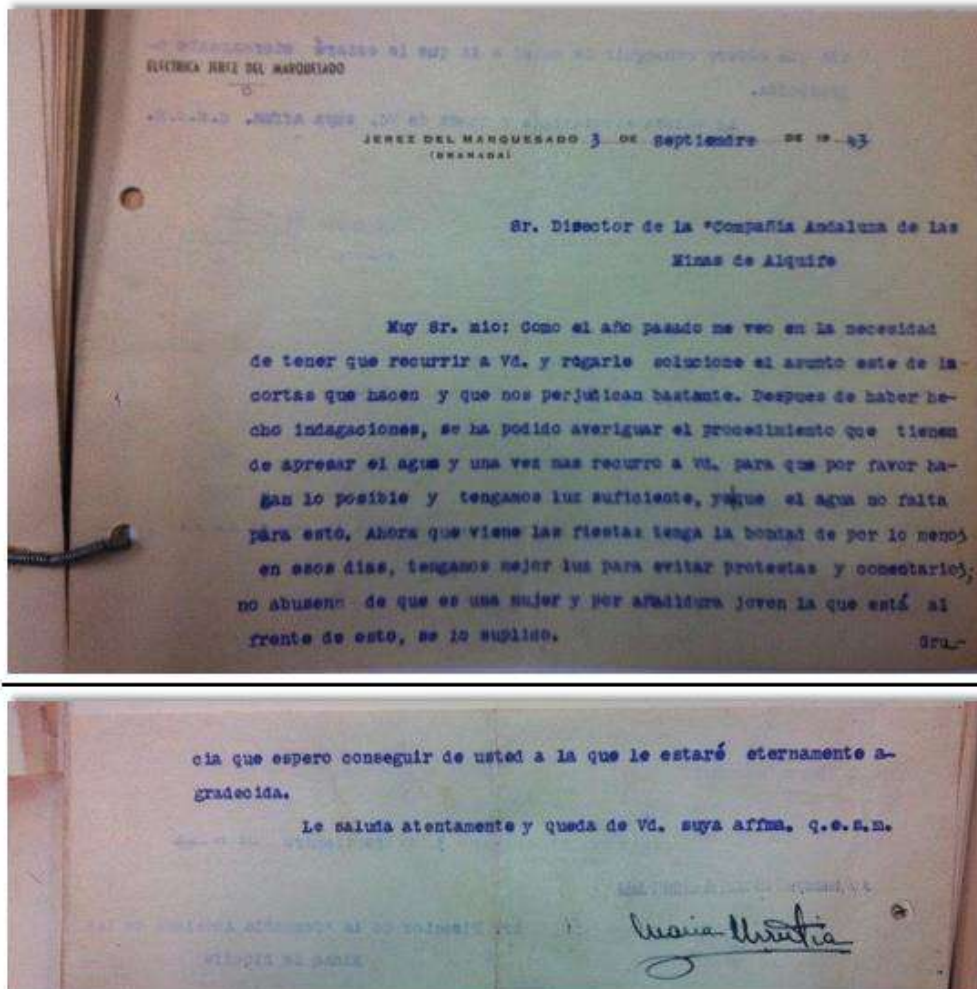 ELECTRICA JEREZ DEL MARQUESADO
JEREZ DEL MARQUESADO 3 DE Septiembre DE 19 43
(GRANADA)
Sr. Director de la "Compañía Andaluza de las
Minas de Alquife
Muy Sr. mio: Como el año pasado me veo en la necesidad
de tener que recurrir a Vd. y rogarle solucione el asunto este de la-
cortas que hacen y que nos perjudican bastante. Despues de haber he-
cho indagaciones, se ha podido averiguar el procedimiento que tienen
de apresar el agua y una vez mas recurro a Vd. para que por favor ha-
gan lo posible y tengamos luz suficiente, yaque el agua no falta
para esto. Ahora que viene las fiestas tenga la bondad de por lo menos
en esos dias, tengamos mejor luz para evitar protestas y comentarios;
no abusenn de que es una mujer y por añadidura joven la que está al
frente de esto, se lo suplido.
Gra-
cia que espero conseguir de usted a la que le estaré eternamente a-
gradecida.
Le saluda atentamente y queda de Vd. suya affma. q.e.s.m.
Maria Urrutia